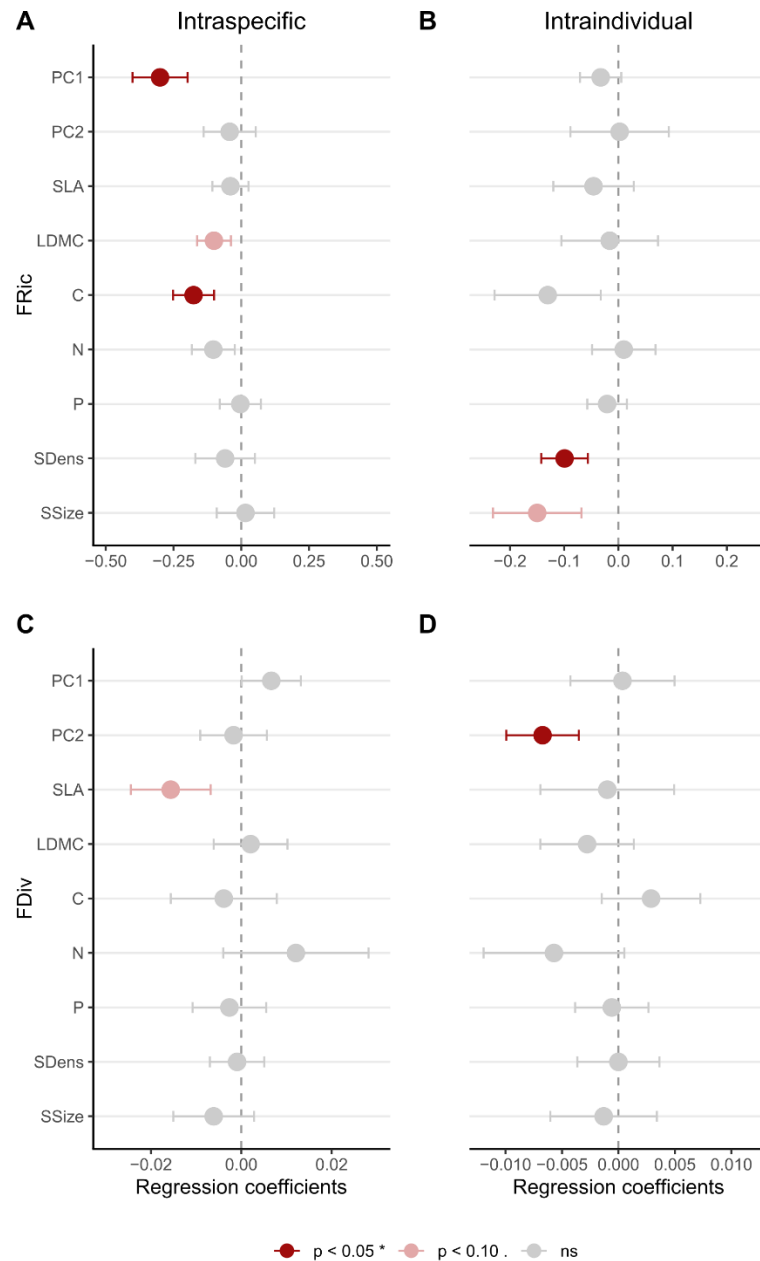 A Intraspecific B Intraindividual
PC1
PC2
SLA
LDMC
C
N
P
SDens
SSize
FRic
−0.50 −0.25 0.00 0.25 0.50 −0.2 −0.1 0.0 0.1 0.2
C D
PC1
PC2
SLA
LDMC
C
N
P
SDens
SSize
FDiv
−0.02 0.00 0.02 −0.010 −0.005 0.000 0.005 0.010
Regression coefficients Regression coefficients
p < 0.05 * p < 0.10 . ns